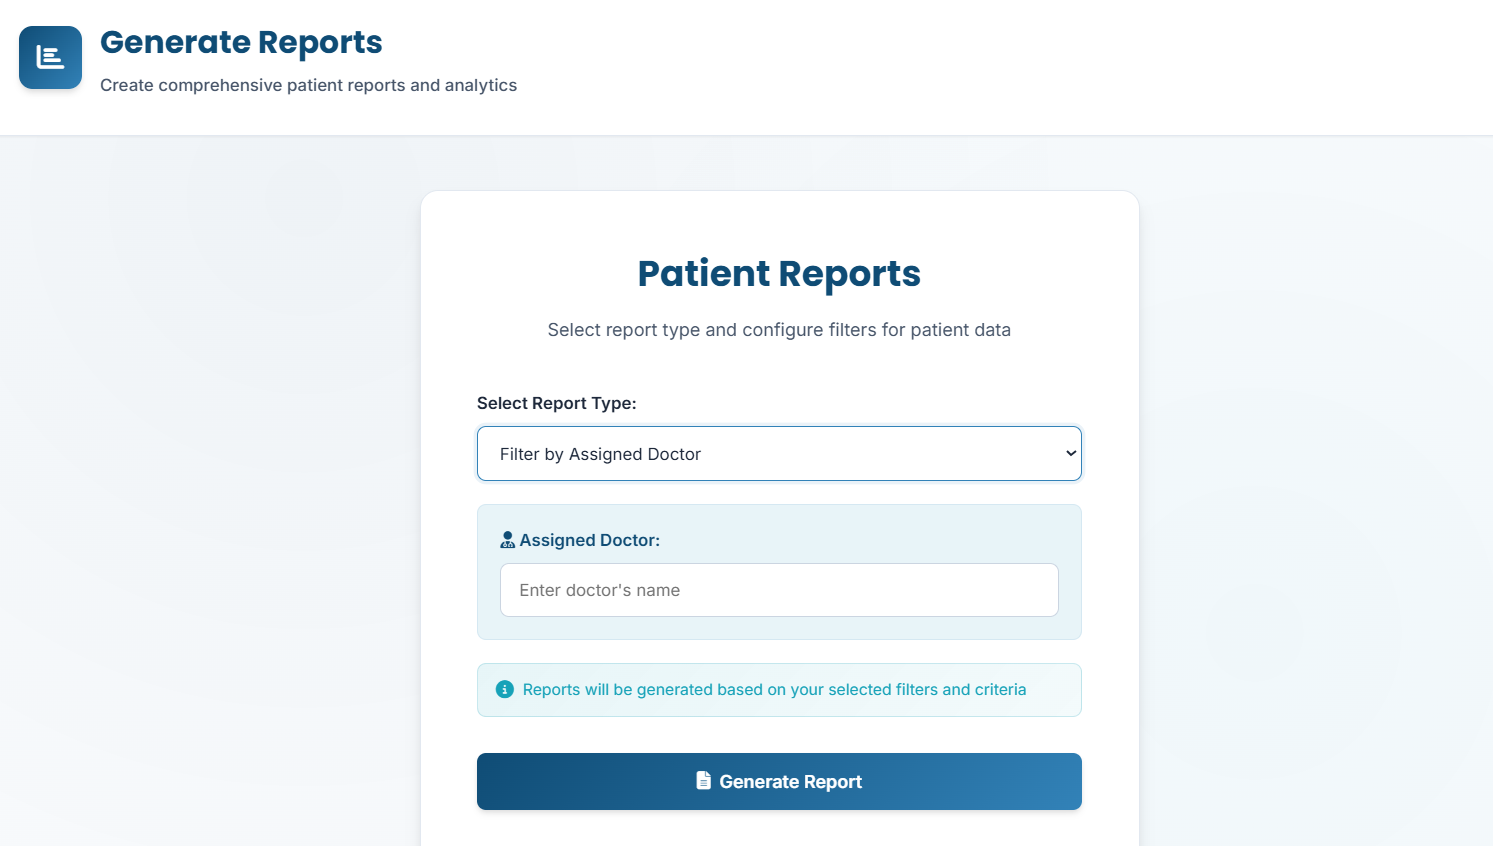 Generate Reports
Create comprehensive patient reports and analytics
Patient Reports
Select report type and configure filters for patient data
Select Report Type:
Filter by Assigned Doctor
Assigned Doctor:
Enter doctor's name
Reports will be generated based on your selected filters and criteria
Generate Report